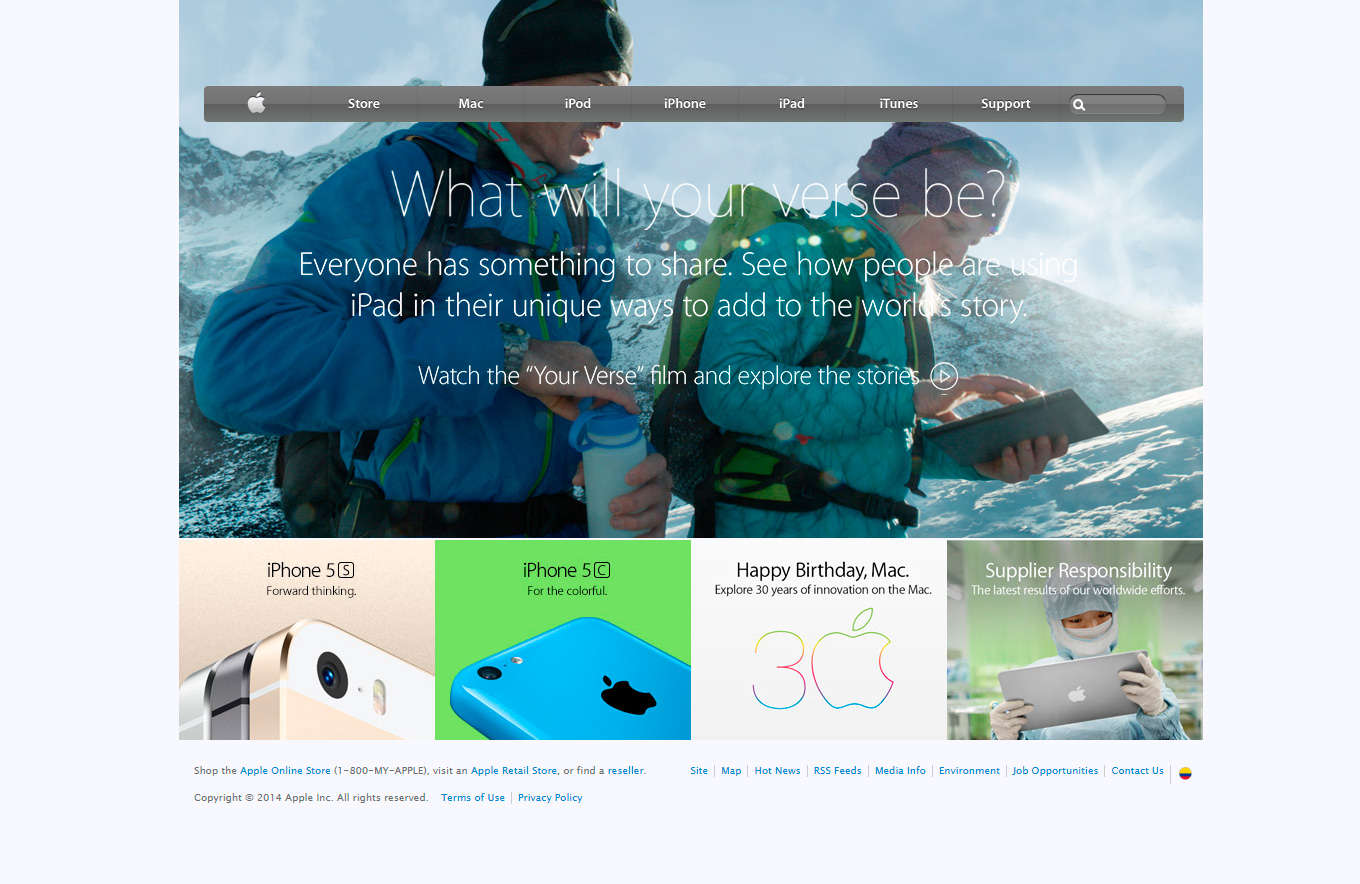 Store Mac iPod iPhone iPad iTunes Support
What will your verse be?
Everyone has something to share. See how people are using
iPad in their unique ways to add to the world's story.
Watch the “Your Verse” film and explore the stories
iPhone 5S
Forward thinking.
iPhone 5C
For the colorful.
Happy Birthday, Mac.
Explore 30 years of innovation on the Mac.
30
Supplier Responsibility
The latest results of our worldwide efforts.
Shop the Apple Online Store (1-800-MY-APPLE), visit an Apple Retail Store, or find a reseller.
Site | Map | Hot News | RSS Feeds | Media Info | Environment | Job Opportunities | Contact Us |
Copyright © 2014 Apple Inc. All rights reserved. Terms of Use | Privacy Policy